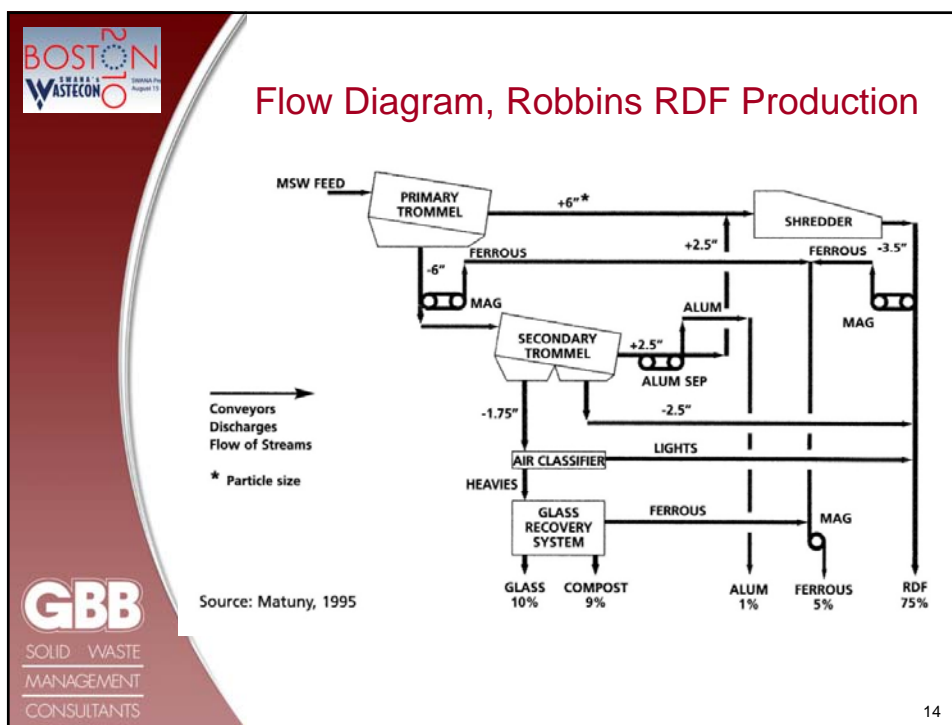 BOSTON
2010
SWANA's
WASTECON
August 15
Flow Diagram, Robbins RDF Production
MSW FEED
PRIMARY
TROMMEL
+6"*
SHREDDER
+2.5"
-6"
FERROUS
FERROUS
-3.5"
MAG
ALUM
MAG
SECONDARY
TROMMEL
+2.5"
ALUM SEP
Conveyors
Discharges
Flow of Streams
* Particle size
-1.75"
-2.5"
AIR CLASSIFIER
LIGHTS
HEAVIES
GLASS
RECOVERY
SYSTEM
FERROUS
MAG
GLASS
10%
COMPOST
9%
ALUM
1%
FERROUS
5%
RDF
75%
Source: Matuny, 1995
GBB
SOLID WASTE
MANAGEMENT
CONSULTANTS
14